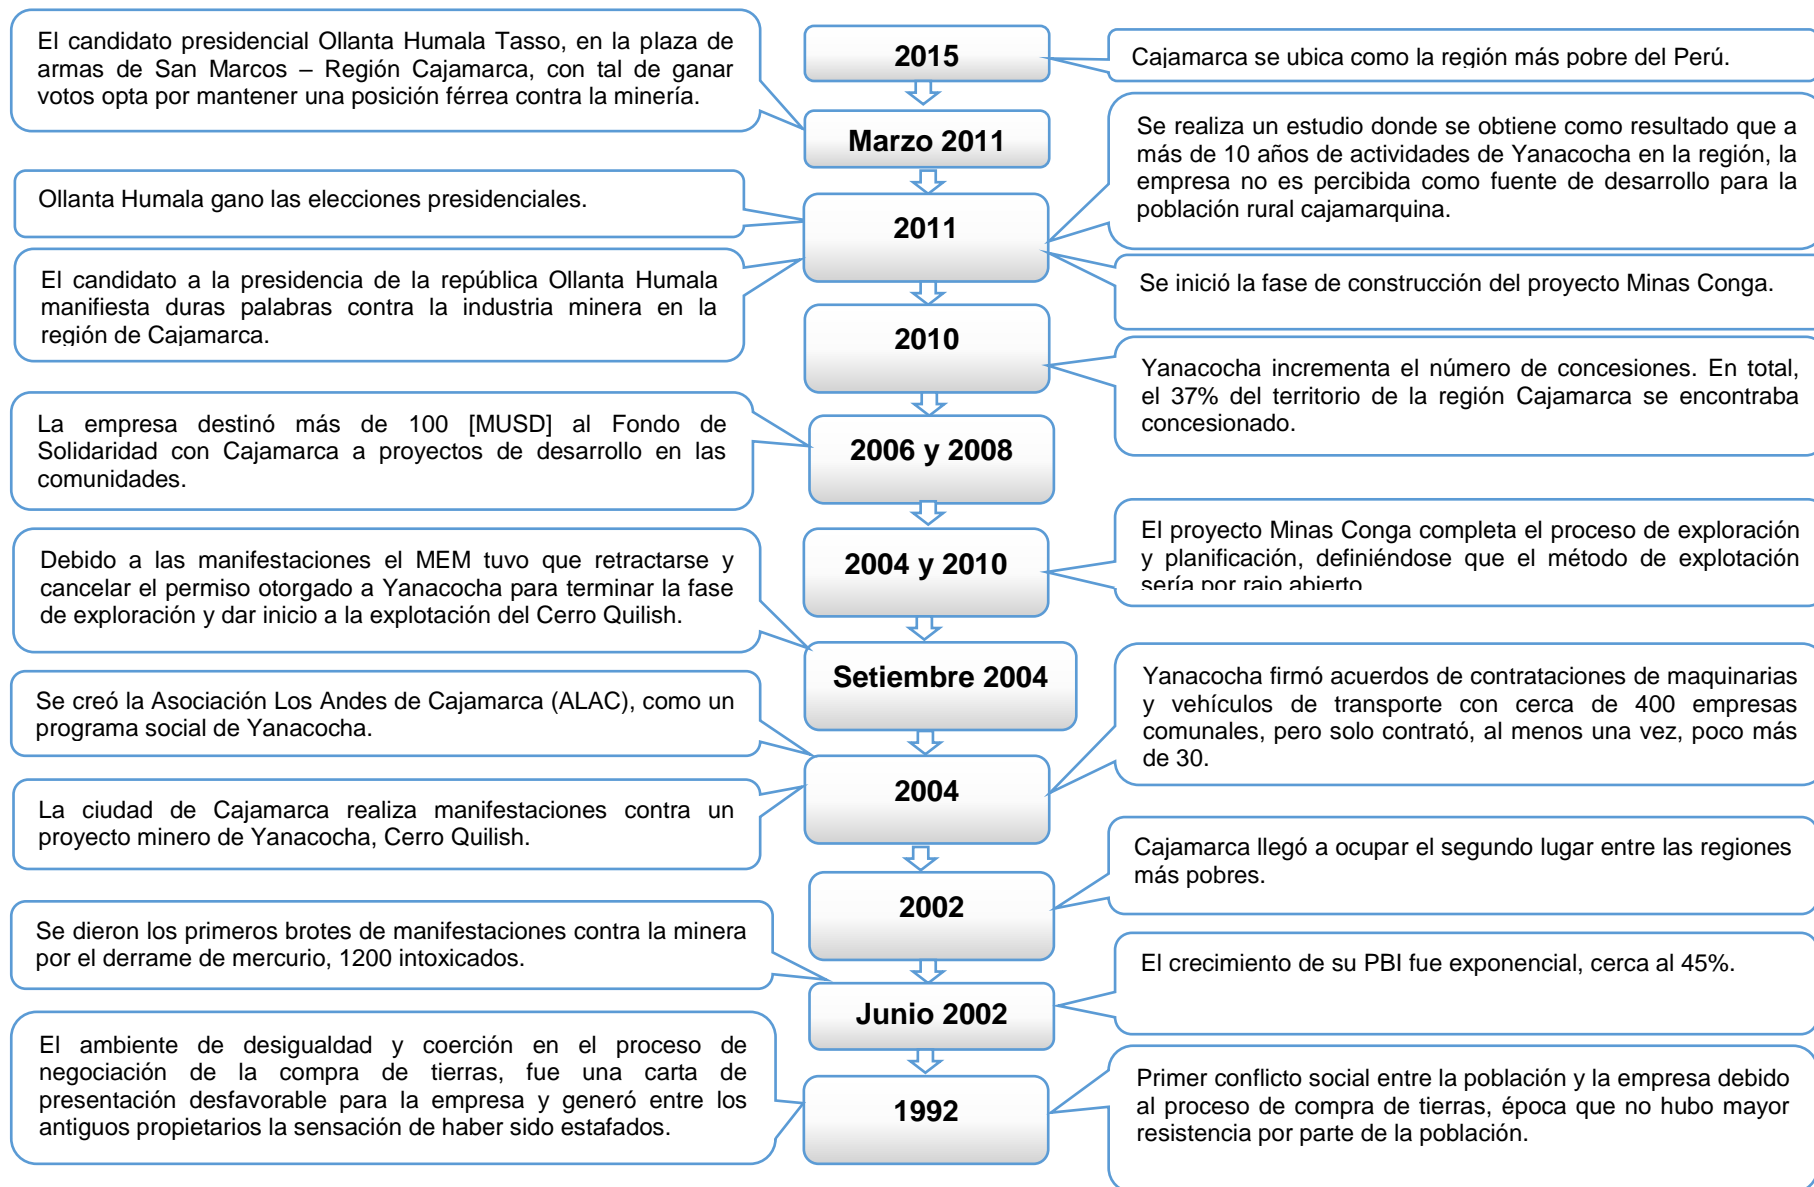 El candidato presidencial Ollanta Humala Tasso, en la plaza de
armas de San Marcos – Región Cajamarca, con tal de ganar
votos opta por mantener una posición férrea contra la minería.
2015
Cajamarca se ubica como la región más pobre del Perú.
Marzo 2011
Se realiza un estudio donde se obtiene como resultado que a
más de 10 años de actividades de Yanacocha en la región, la
empresa no es percibida como fuente de desarrollo para la
población rural cajamarquina.
Ollanta Humala gano las elecciones presidenciales.
2011
El candidato a la presidencia de la república Ollanta Humala
manifiesta duras palabras contra la industria minera en la
región de Cajamarca.
Se inició la fase de construcción del proyecto Minas Conga.
2010
Yanacocha incrementa el número de concesiones. En total,
el 37% del territorio de la región Cajamarca se encontraba
concesionado.
La empresa destinó más de 100 [MUSD] al Fondo de
Solidaridad con Cajamarca a proyectos de desarrollo en las
comunidades.
2006 y 2008
El proyecto Minas Conga completa el proceso de exploración
y planificación, definiéndose que el método de explotación
sería por rajo abierto
2004 y 2010
Debido a las manifestaciones el MEM tuvo que retractarse y
cancelar el permiso otorgado a Yanacocha para terminar la fase
de exploración y dar inicio a la explotación del Cerro Quilish.
Setiembre 2004
Yanacocha firmó acuerdos de contrataciones de maquinarias
y vehículos de transporte con cerca de 400 empresas
comunales, pero solo contrató, al menos una vez, poco más
de 30.
Se creó la Asociación Los Andes de Cajamarca (ALAC), como un
programa social de Yanacocha.
2004
La ciudad de Cajamarca realiza manifestaciones contra un
proyecto minero de Yanacocha, Cerro Quilish.
Cajamarca llegó a ocupar el segundo lugar entre las regiones
más pobres.
2002
Se dieron los primeros brotes de manifestaciones contra la minera
por el derrame de mercurio, 1200 intoxicados.
El crecimiento de su PBI fue exponencial, cerca al 45%.
Junio 2002
El ambiente de desigualdad y coerción en el proceso de
negociación de la compra de tierras, fue una carta de
presentación desfavorable para la empresa y generó entre los
antiguos propietarios la sensación de haber sido estafados.
1992
Primer conflicto social entre la población y la empresa debido
al proceso de compra de tierras, época que no hubo mayor
resistencia por parte de la población.